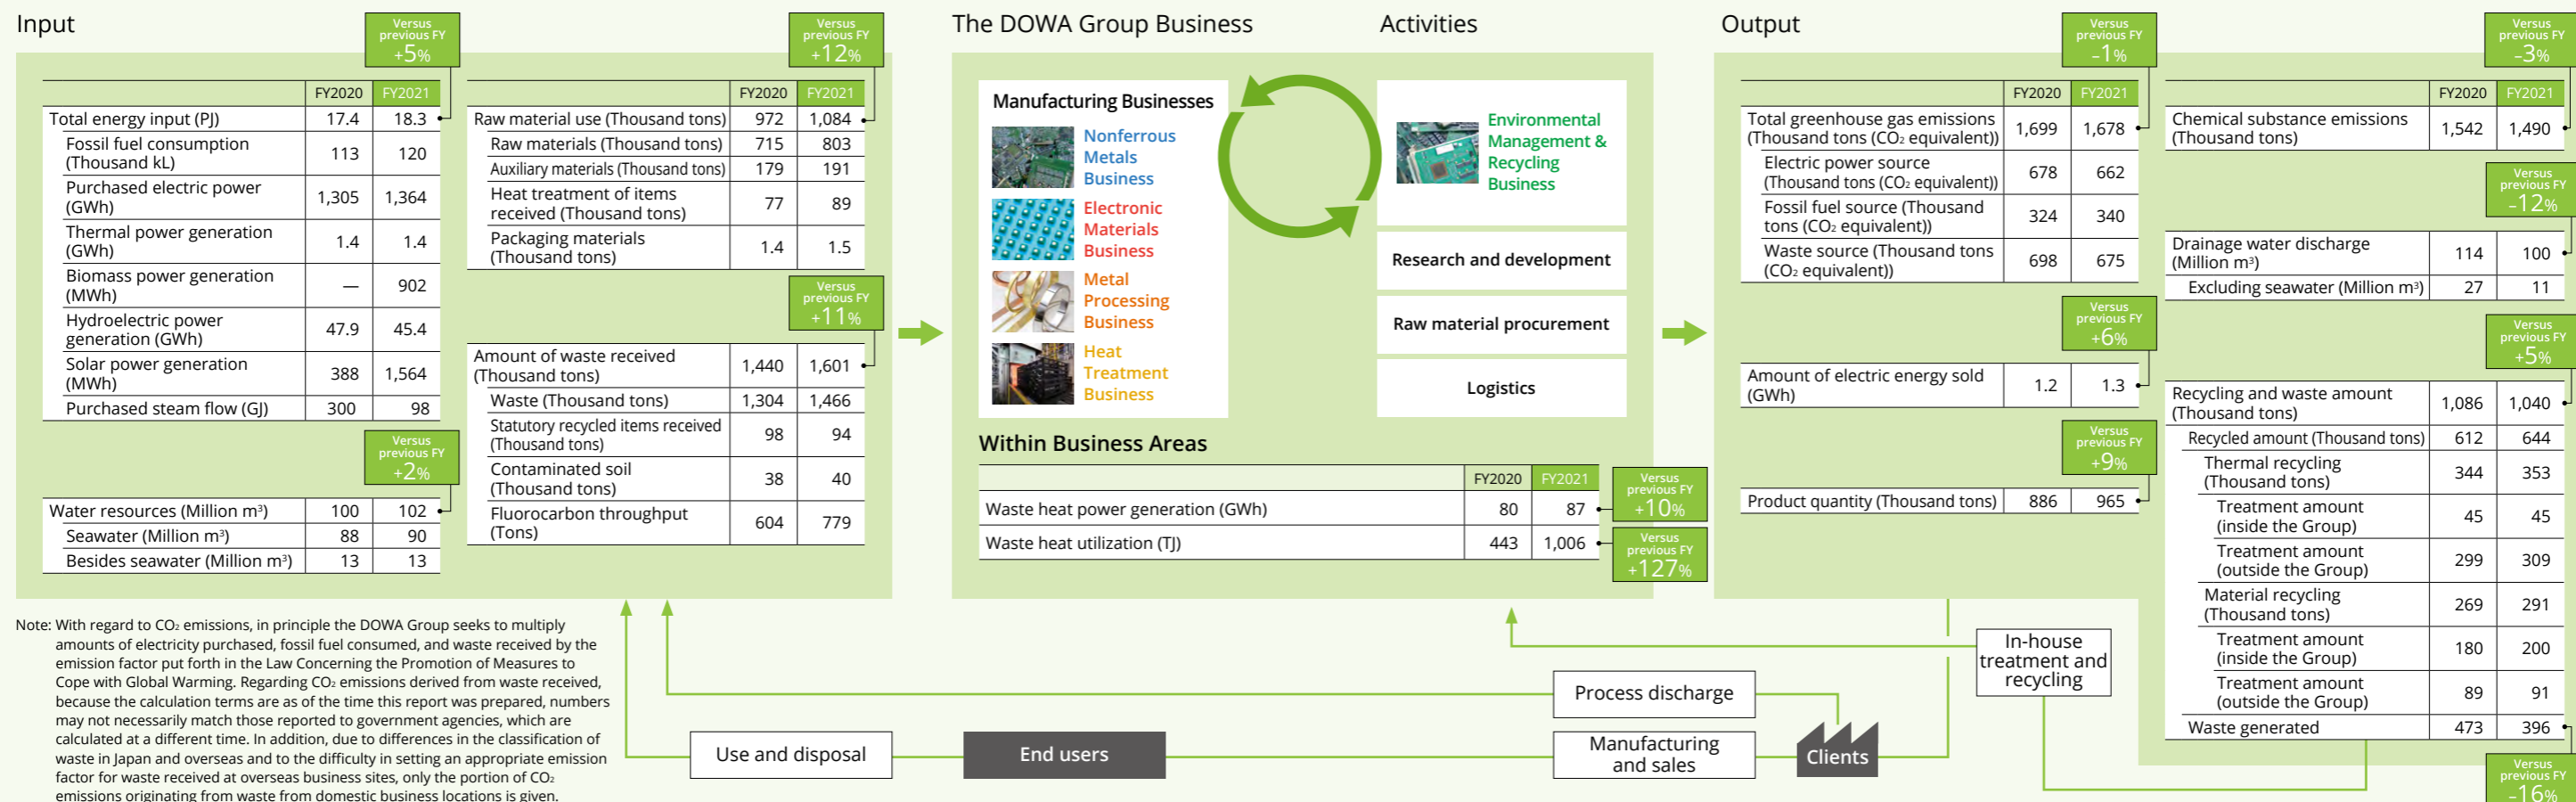 Input
Versus
previous FY
+5%
FY2020 FY2021
Total energy input (PJ) 17.4 18.3
Fossil fuel consumption
(Thousand kL) 113 120
Purchased electric power
(GWh) 1,305 1,364
Thermal power generation
(GWh) 1.4 1.4
Biomass power generation
(MWh) — 902
Hydroelectric power
generation (GWh) 47.9 45.4
Solar power generation
(MWh) 388 1,564
Purchased steam flow (GJ) 300 98
Versus
previous FY
+2%
Water resources (Million m³) 100 102
Seawater (Million m³) 88 90
Besides seawater (Million m³) 13 13
Versus
previous FY
+12%
FY2020 FY2021
Raw material use (Thousand tons) 972 1,084
Raw materials (Thousand tons) 715 803
Auxiliary materials (Thousand tons) 179 191
Heat treatment of items
received (Thousand tons) 77 89
Packaging materials
(Thousand tons) 1.4 1.5
Versus
previous FY
+11%
Amount of waste received
(Thousand tons) 1,440 1,601
Waste (Thousand tons) 1,304 1,466
Statutory recycled items received
(Thousand tons) 98 94
Contaminated soil
(Thousand tons) 38 40
Fluorocarbon throughput
(Tons) 604 779
Note: With regard to CO₂ emissions, in principle the DOWA Group seeks to multiply
amounts of electricity purchased, fossil fuel consumed, and waste received by the
emission factor put forth in the Law Concerning the Promotion of Measures to
Cope with Global Warming. Regarding CO₂ emissions derived from waste received,
because the calculation terms are as of the time this report was prepared, numbers
may not necessarily match those reported to government agencies, which are
calculated at a different time. In addition, due to differences in the classification of
waste in Japan and overseas and to the difficulty in setting an appropriate emission
factor for waste received at overseas business sites, only the portion of CO₂
emissions originating from waste from domestic business locations is given.
The DOWA Group Business
Activities
Manufacturing Businesses
Nonferrous
Metals
Business
Electronic
Materials
Business
Metal
Processing
Business
Heat
Treatment
Business
Environmental
Management &
Recycling
Business
Research and development
Raw material procurement
Logistics
Within Business Areas
FY2020 FY2021
Waste heat power generation (GWh) 80 87
Versus
previous FY
+10%
Waste heat utilization (TJ) 443 1,006
Versus
previous FY
+127%
Output
Versus
previous FY
–1%
FY2020 FY2021
Total greenhouse gas emissions
(Thousand tons (CO₂ equivalent)) 1,699 1,678
Electric power source
(Thousand tons (CO₂ equivalent)) 678 662
Fossil fuel source (Thousand
tons (CO₂ equivalent)) 324 340
Waste source (Thousand tons
(CO₂ equivalent)) 698 675
Versus
previous FY
+6%
Amount of electric energy sold
(GWh) 1.2 1.3
Versus
previous FY
+9%
Product quantity (Thousand tons) 886 965
Versus
previous FY
–3%
FY2020 FY2021
Chemical substance emissions
(Thousand tons) 1,542 1,490
Versus
previous FY
–12%
Drainage water discharge
(Million m³) 114 100
Excluding seawater (Million m³) 27 11
Versus
previous FY
+5%
Recycling and waste amount
(Thousand tons) 1,086 1,040
Recycled amount (Thousand tons) 612 644
Thermal recycling
(Thousand tons) 344 353
Treatment amount
(inside the Group) 45 45
Treatment amount
(outside the Group) 299 309
Material recycling
(Thousand tons) 269 291
Treatment amount
(inside the Group) 180 200
Treatment amount
(outside the Group) 89 91
Waste generated 473 396
Versus
previous FY
–16%
In-house
treatment and
recycling
Process discharge
Use and disposal
End users
Manufacturing
and sales
Clients